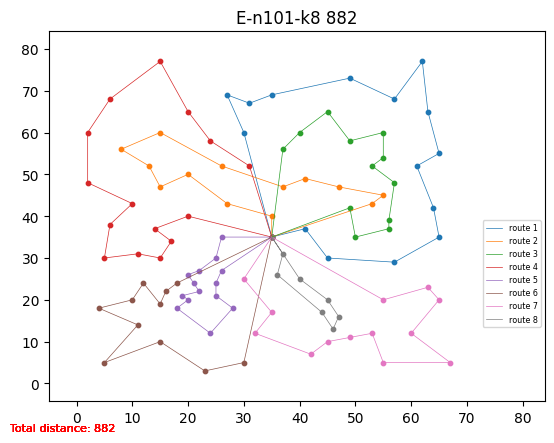 E-n101-k8 882
80
70
60
50
40
30
20
10
0
route 1
route 2
route 3
route 4
route 5
route 6
route 7
route 8
0 10 20 30 40 50 60 70 80
Total distance: 882